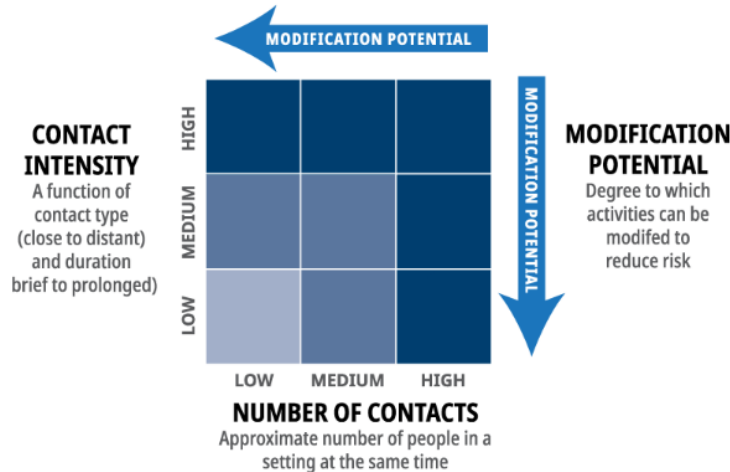 MODIFICATION POTENTIAL
CONTACT
INTENSITY
A function of
contact type
(close to distant)
and duration
brief to prolonged)
HIGH
MEDIUM
LOW
MODIFICATION POTENTIAL
MODIFICATION
POTENTIAL
Degree to which
activities can be
modifed to
reduce risk
LOW MEDIUM HIGH
NUMBER OF CONTACTS
Approximate number of people in a
setting at the same time